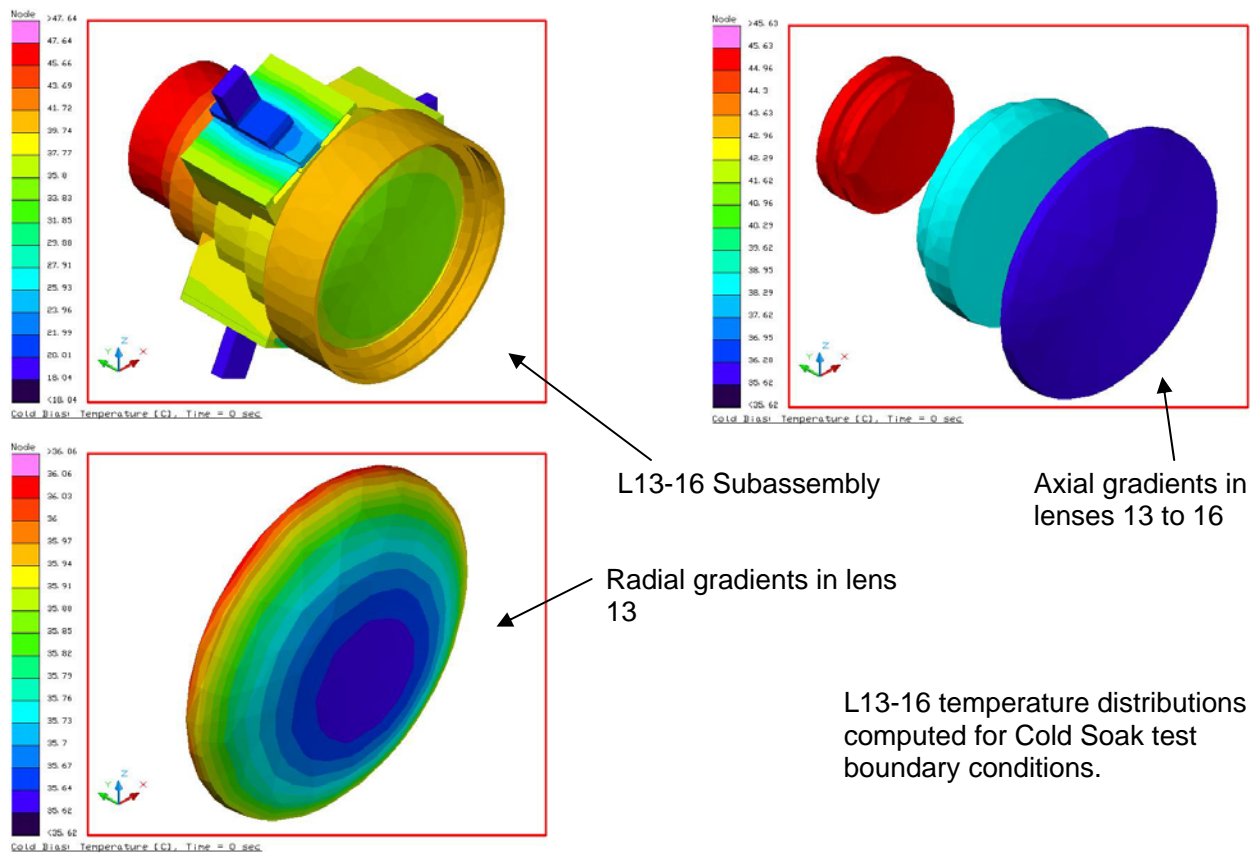 Node
>47.64
47.64
45.66
43.69
41.72
39.74
37.77
35.8
33.83
31.85
29.88
27.91
25.93
23.96
21.99
20.01
18.04
<18.04
Z
Y
X
Cold Bias: Temperature [C], Time = 0 sec
Node
>45.63
45.63
44.96
44.3
43.63
42.96
42.29
41.62
40.96
40.29
39.62
38.95
38.29
37.62
36.95
36.28
35.62
<35.62
Z
Y
X
Cold Bias: Temperature [C], Time = 0 sec
L13-16 Subassembly
Axial gradients in
lenses 13 to 16
Node
>36.06
36.06
36.03
36
35.97
35.94
35.91
35.88
35.85
35.82
35.79
35.76
35.73
35.7
35.67
35.64
35.62
<35.62
Z
Y
X
Cold Bias: Temperature [C], Time = 0 sec
Radial gradients in lens
13
L13-16 temperature distributions
computed for Cold Soak test
boundary conditions.